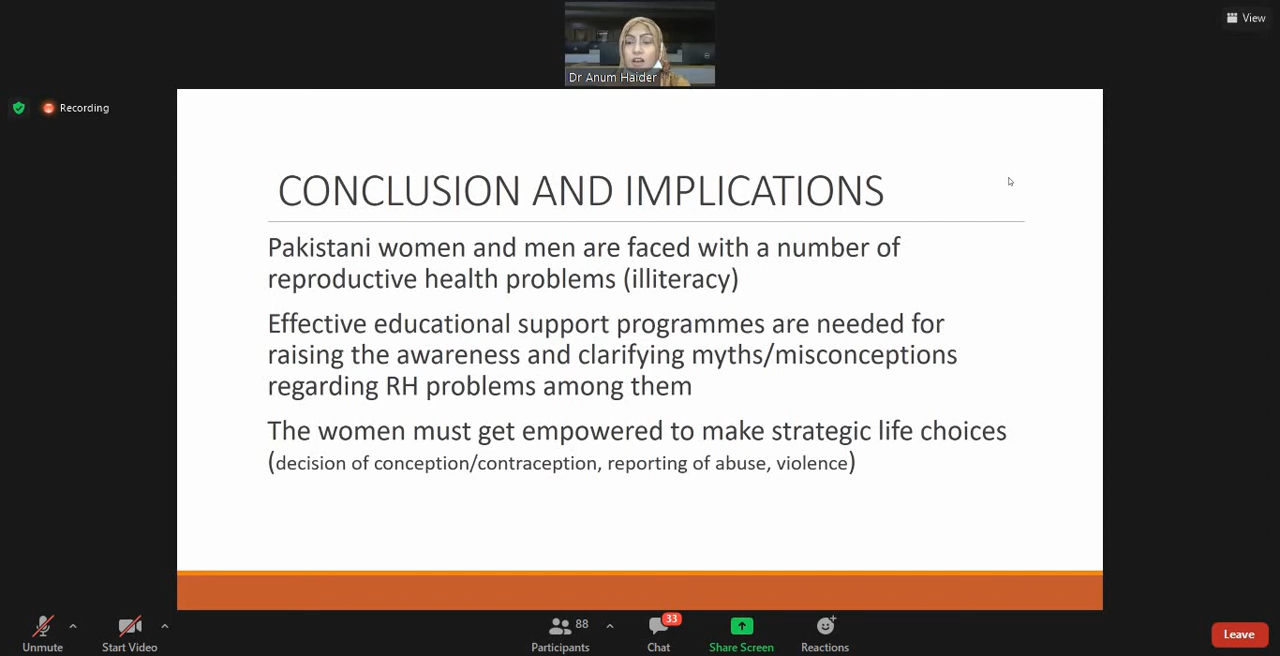 View
Dr Anum Haider
Recording
CONCLUSION AND IMPLICATIONS
Pakistani women and men are faced with a number of
reproductive health problems (illiteracy)
Effective educational support programmes are needed for
raising the awareness and clarifying myths/misconceptions
regarding RH problems among them
The women must get empowered to make strategic life choices
(decision of conception/contraception, reporting of abuse, violence)
Unmute
Start Video
88
Participants
33
Chat
Share Screen
Reactions
Leave